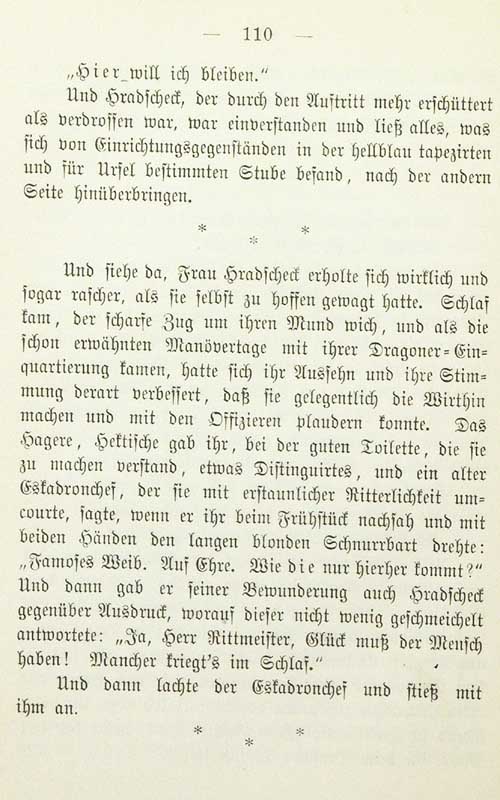 — 110 —
„Hier will ich bleiben.“
Und Hradscheck, der durch den Auftritt mehr erschüttert
als verdrossen war, war einverstanden und ließ alles, was
sich von Einrichtungsgegenständen in der hellblau tapezirten
und für Ursel bestimmten Stube befand, nach der andern
Seite hinüberbringen.
* * *
Und siehe da, Frau Hradscheck erholte sich wirklich und
sogar rascher, als sie selbst zu hoffen gewagt hatte. Schlaf
kam, der scharfe Zug um ihren Mund wich, und als die
schon erwähnten Manövertage mit ihrer Dragoner-Ein-
quartierung kamen, hatte sich ihr Aussehn und ihre Stim-
mung derart verbessert, daß sie gelegentlich die Wirthin
machen und mit den Offizieren plaudern konnte. Das
Hagere, Hektische gab ihr, bei der guten Toilette, die sie
zu machen verstand, etwas Distinguirtes, und ein alter
Eskadronchef, der sie mit erstaunlicher Ritterlichkeit um-
courte, sagte, wenn er ihr beim Frühstück nachsah und mit
beiden Händen den langen blonden Schnurrbart drehte:
„Famoses Weib. Auf Ehre. Wie die nur hierher kommt?“
Und dann gab er seiner Bewunderung auch Hradscheck
gegenüber Ausdruck, worauf dieser nicht wenig geschmeichelt
antwortete: „Ja, Herr Rittmeister, Glück muß der Mensch
haben! Mancher kriegt's im Schlaf.“
Und dann lachte der Eskadronchef und stieß mit
ihm an.
* * *